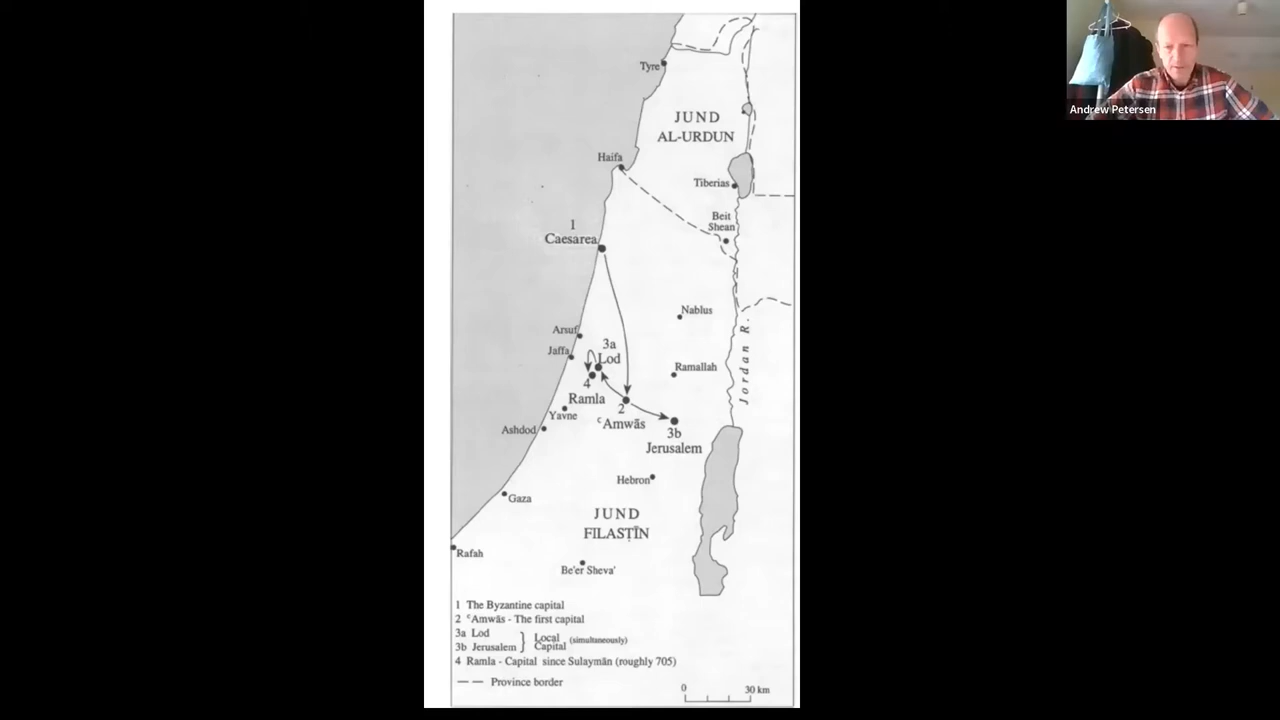 Andrew Petersen
Tyre
JUND
AL-URDUN
Haifa
Tiberias
1
Caesarea
Beit
Shean
Nablus
Arsuf
Jaffa
3a
Lod
Jordan R.
Ramallah
4
Ramla
2
ᶜAmwās
Yavne
Ashdod
3b
Jerusalem
Hebron
Gaza
JUND
FILASṬĪN
Rafah
Be'er Sheva'
1 The Byzantine capital
2 ᶜAmwās - The first capital
3a Lod
3b Jerusalem
} Local
Capital
(simultaneously)
4 Ramla - Capital since Sulaymān (roughly 705)
— — Province border
0 30 km